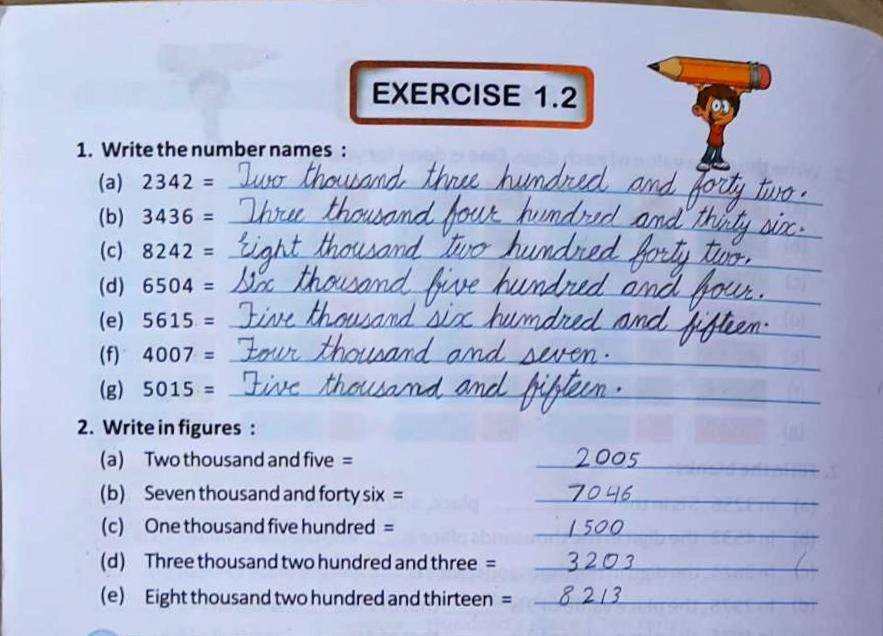 EXERCISE 1.2
1. Write the number names :
(a) 2342 = Two thousand three hundred and forty two.
(b) 3436 = Three thousand four hundred and thirty six.
(c) 8242 = Eight thousand two hundred forty two.
(d) 6504 = Six thousand five hundred and four.
(e) 5615 = Five thousand six humdred and fifteen.
(f) 4007 = Four thousand and seven.
(g) 5015 = Five thousand and fifteen.
2. Write in figures :
(a) Two thousand and five = 2005
(b) Seven thousand and forty six = 7046
(c) One thousand five hundred = 1500
(d) Three thousand two hundred and three = 3203
(e) Eight thousand two hundred and thirteen = 8213